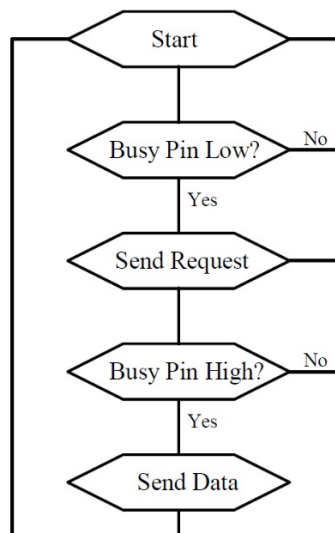 Start
Busy Pin Low?
No
Yes
Send Request
Busy Pin High?
No
Yes
Send Data